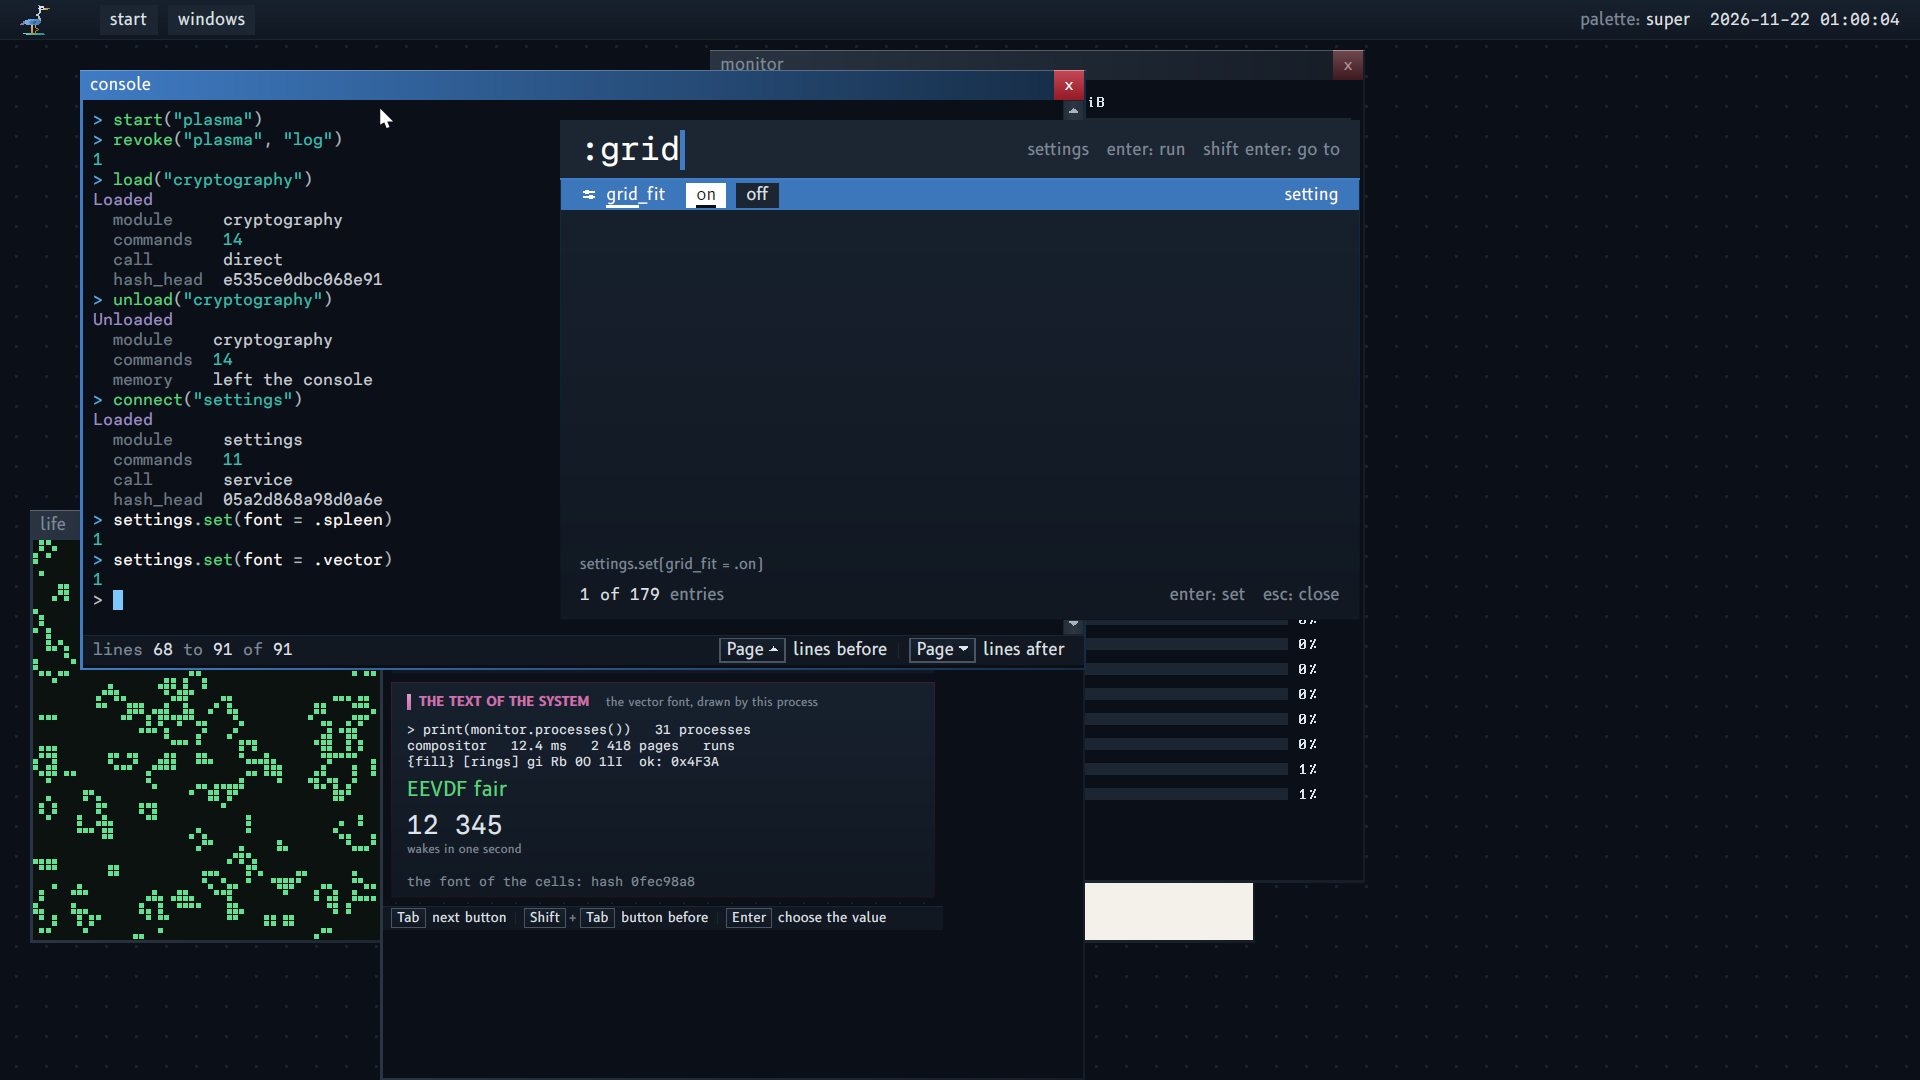 start windows palette: super 2026-11-22 01:00:04
monitor x
console x
iB
> start("plasma")
> revoke("plasma", "log")
1
> load("cryptography")
Loaded
module cryptography
commands 14
call direct
hash_head e535ce0dbc068e91
> unload("cryptography")
Unloaded
module cryptography
commands 14
memory left the console
> connect("settings")
Loaded
module settings
commands 11
call service
hash_head 05a2d868a98d0a6e
> settings.set(font = .spleen)
1
> settings.set(font = .vector)
1
>
lines 68 to 91 of 91 Page lines before Page lines after
:grid settings enter: run shift enter: go to
grid_fit on off setting
settings.set[grid_fit = .on]
1 of 179 entries enter: set esc: close
life
0%
0%
0%
0%
0%
1%
1%
THE TEXT OF THE SYSTEM the vector font, drawn by this process
> print(monitor.processes()) 31 processes
compositor 12.4 ms 2 418 pages runs
{fill} [rings] gi Rb 0O 1lI ok: 0x4F3A
EEVDF fair
12 345
wakes in one second
the font of the cells: hash 0fec98a8
Tab next button Shift + Tab button before Enter choose the value